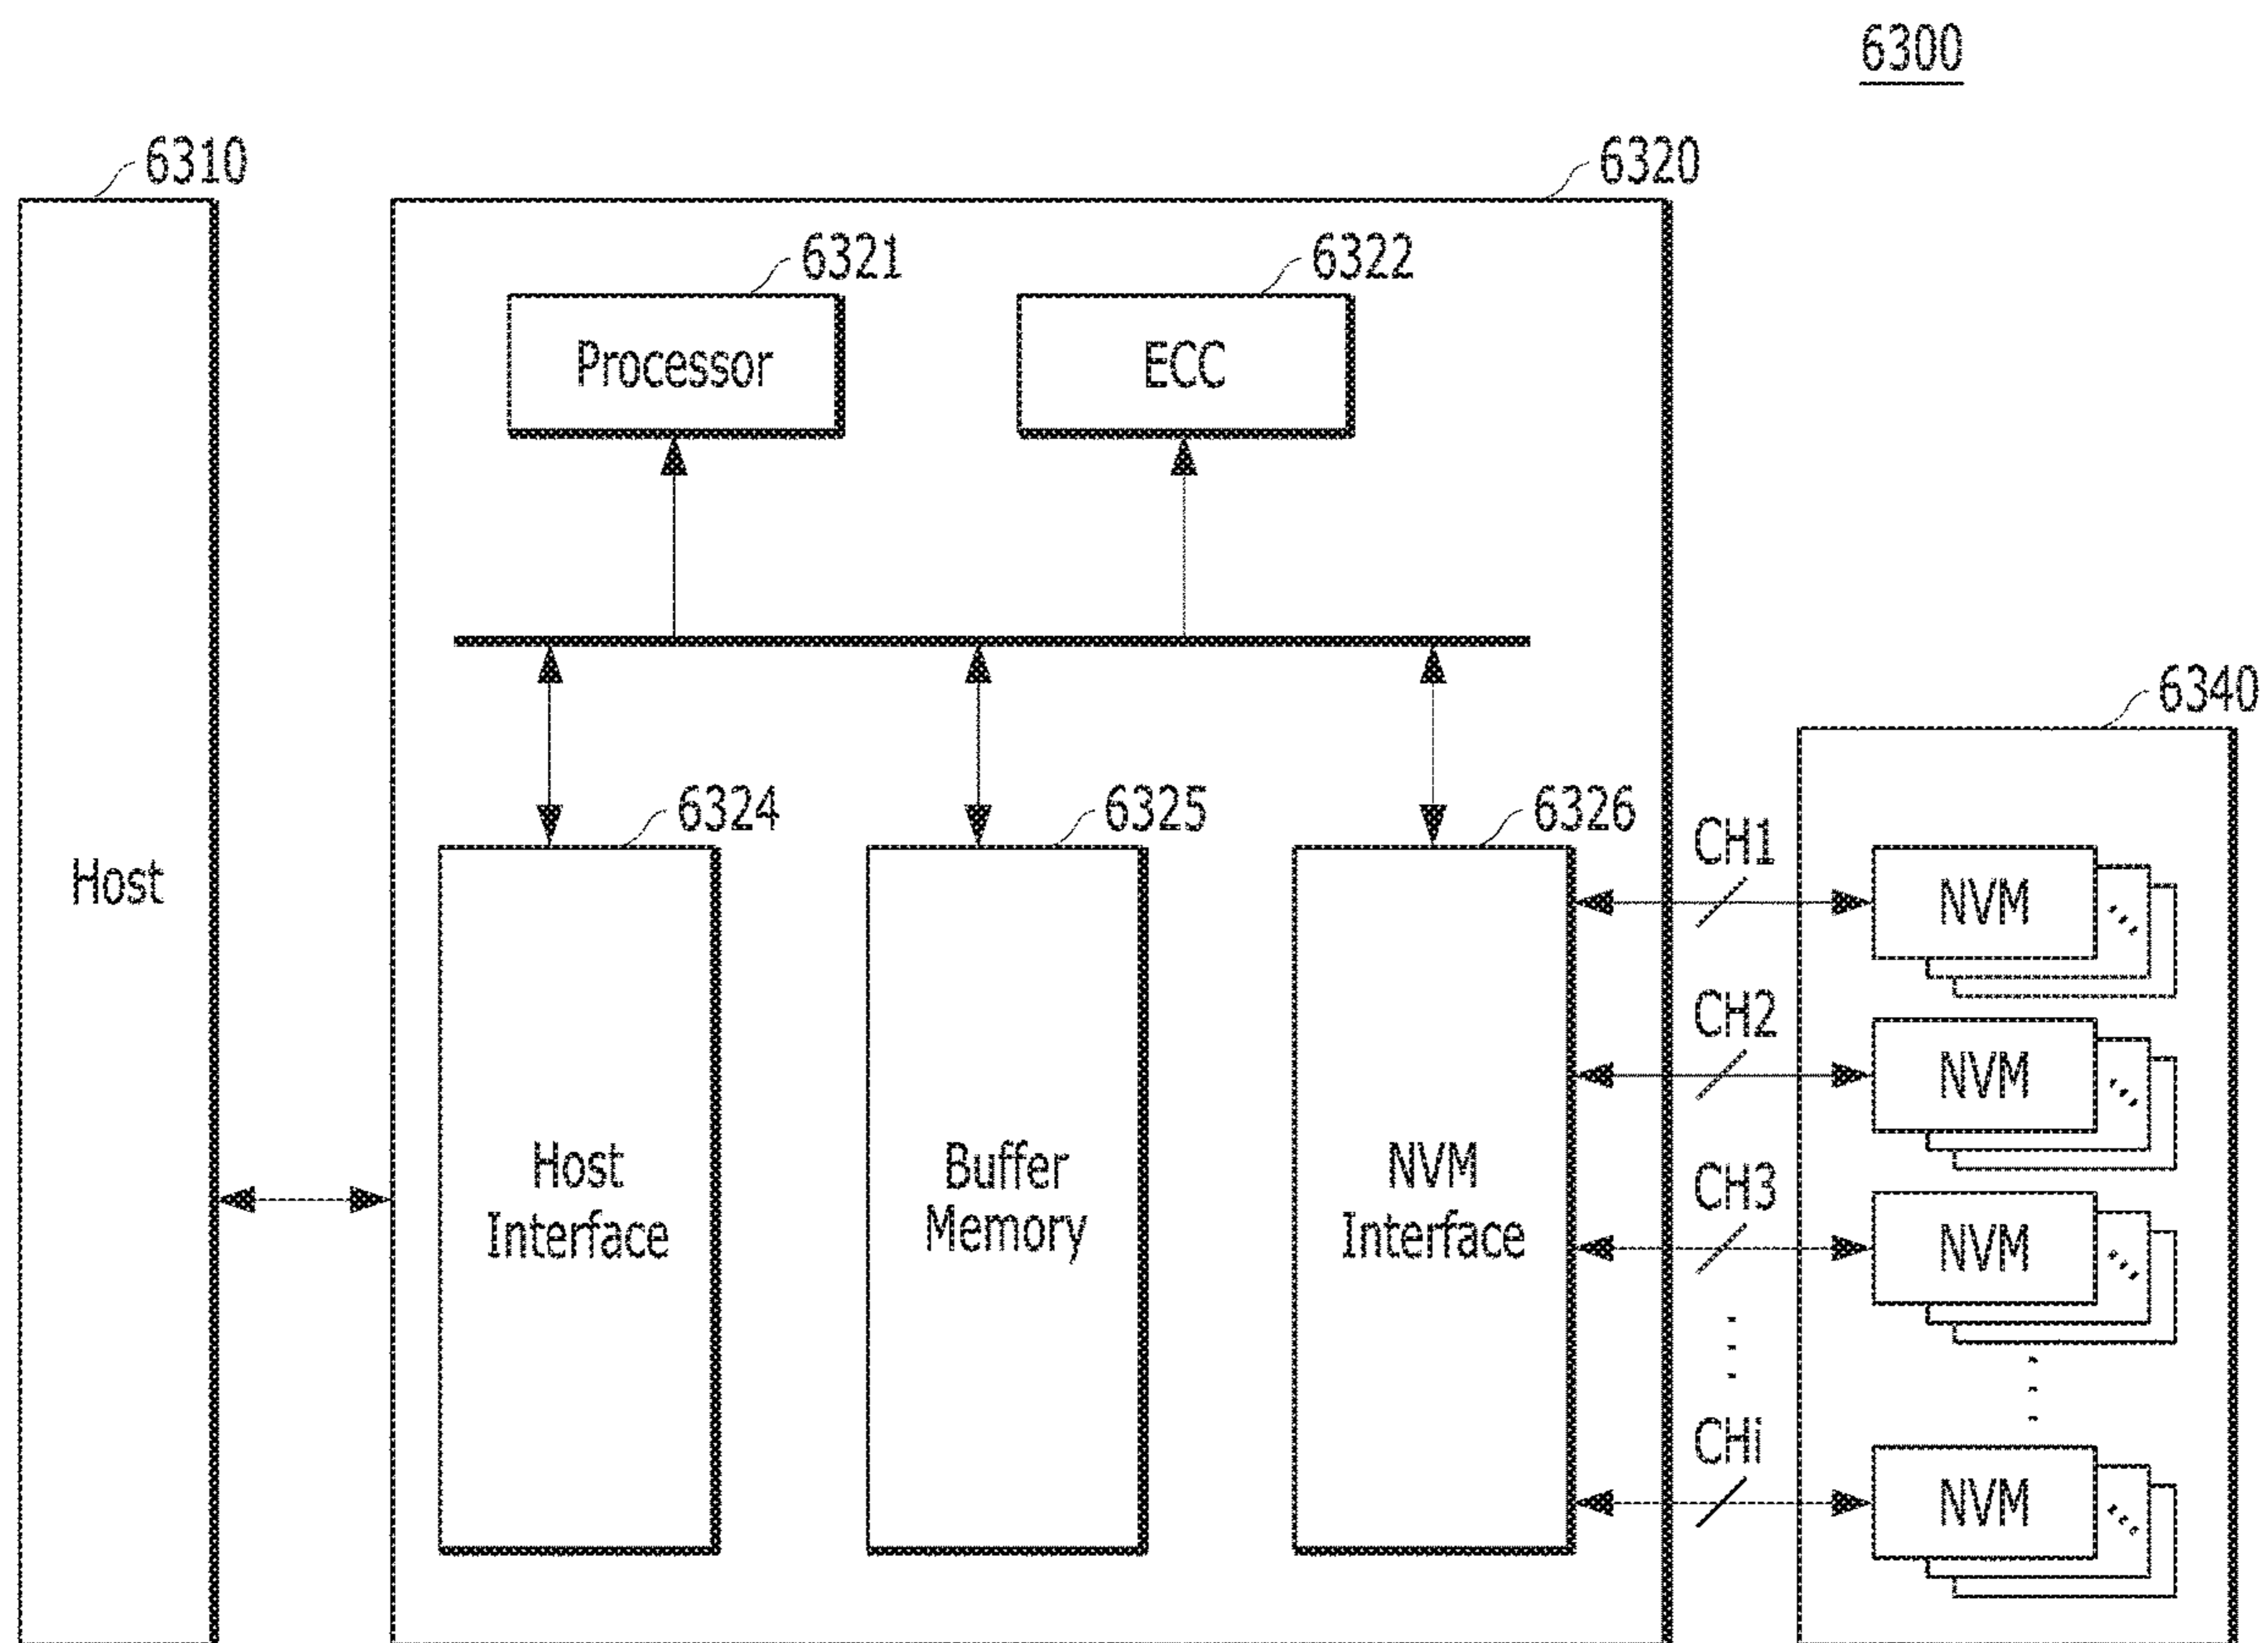 6300
6310
6320
6321
6322
Processor
ECC
6340
6324
6325
6326
CH1
Host
NVM
CH2
NVM
Host
Interface
Buffer
Memory
NVM
Interface
CH3
NVM
CHi
NVM